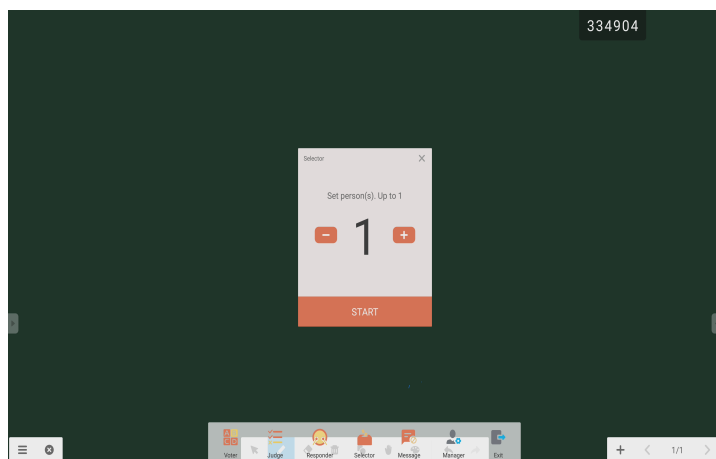 334904
Selector
Set person(s). Up to 1
1
START
Voter
Judge
Responder
Selector
Message
Manager
Exit
1/1